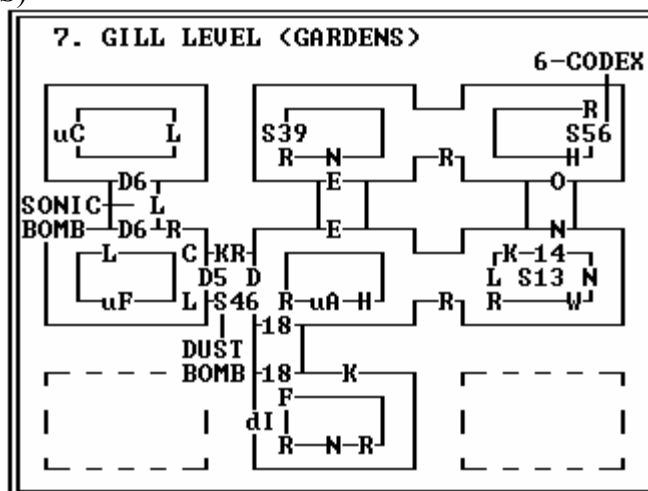 S)
7. GILL LEVEL (GARDENS)
6-CODEX
R
uC L S39 S56
R N R H
D6 E O
SONIC L
BOMB D6 R E N
L C KR K 14
D5 D L S13 N
uF L S46 R uA H R R W
18
DUST
BOMB 18 K
F
dI
R N R